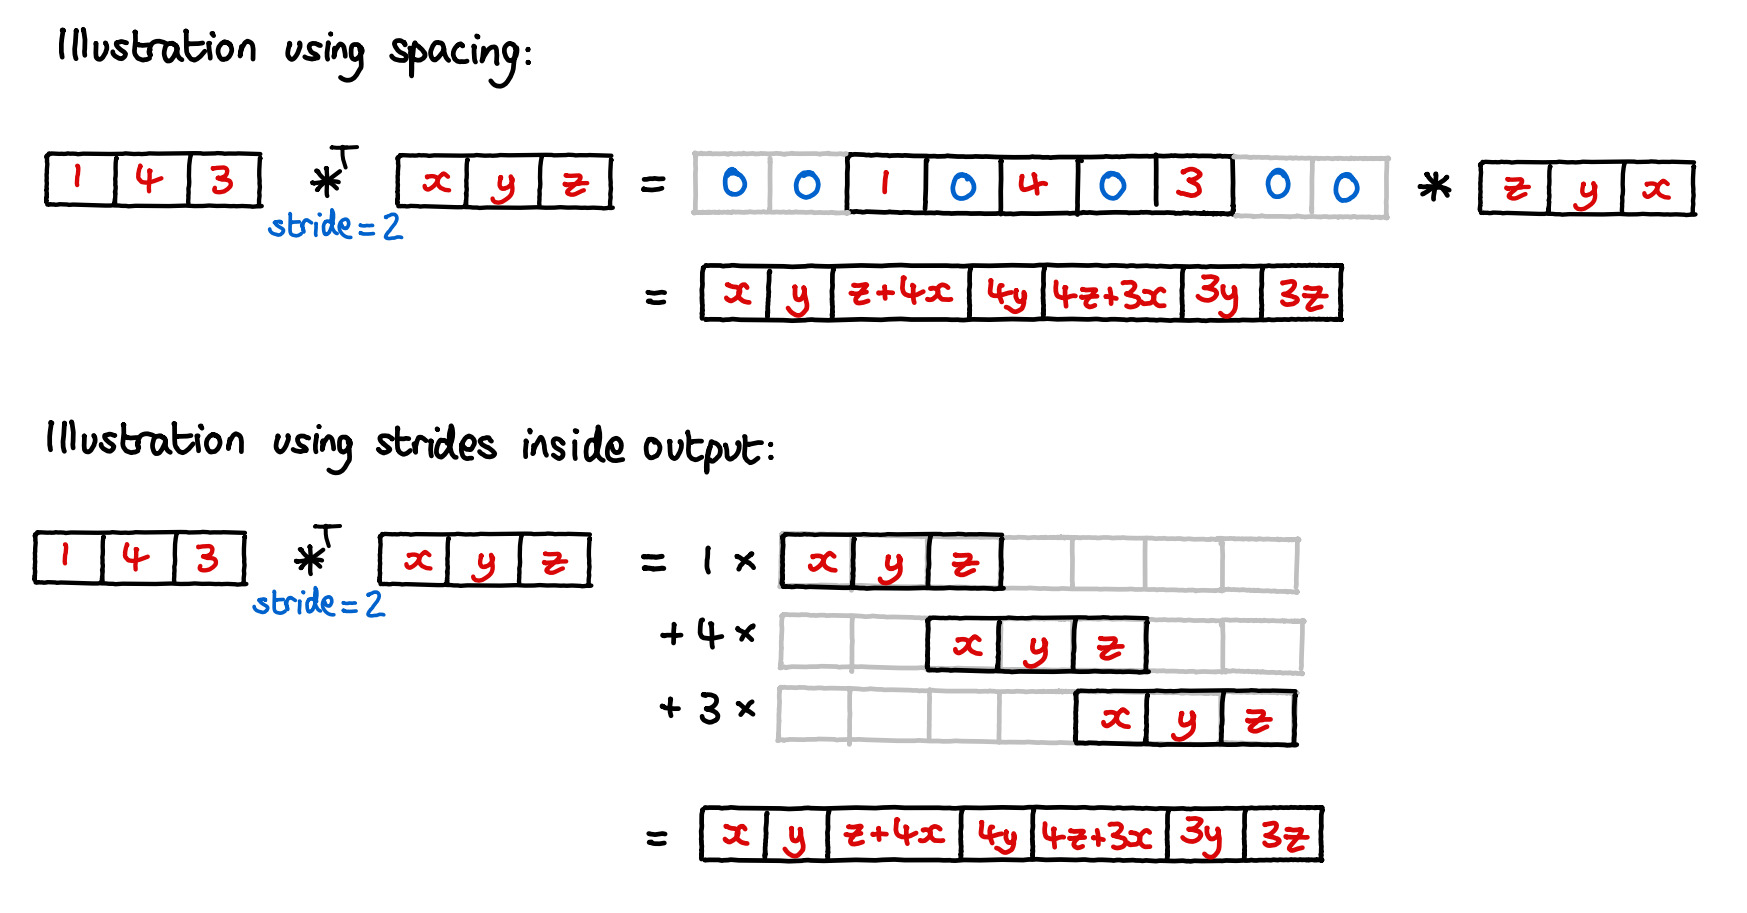 Illustration using spacing:
1 4 3 *T x y z = 0 0 1 0 4 0 3 0 0 * z y x
stride=2
= x y z+4x 4y 4z+3x 3y 3z
Illustration using strides inside output:
1 4 3 *T x y z = 1 × x y z
stride=2
+ 4 × x y z
+ 3 × x y z
= x y z+4x 4y 4z+3x 3y 3z